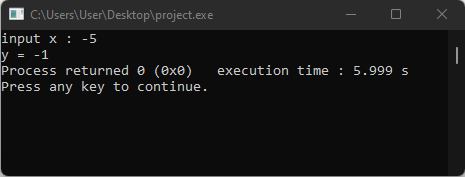 C:\Users\User\Desktop\project.exe
input x : -5
y = -1
Process returned 0 (0x0)   execution time : 5.999 s
Press any key to continue.